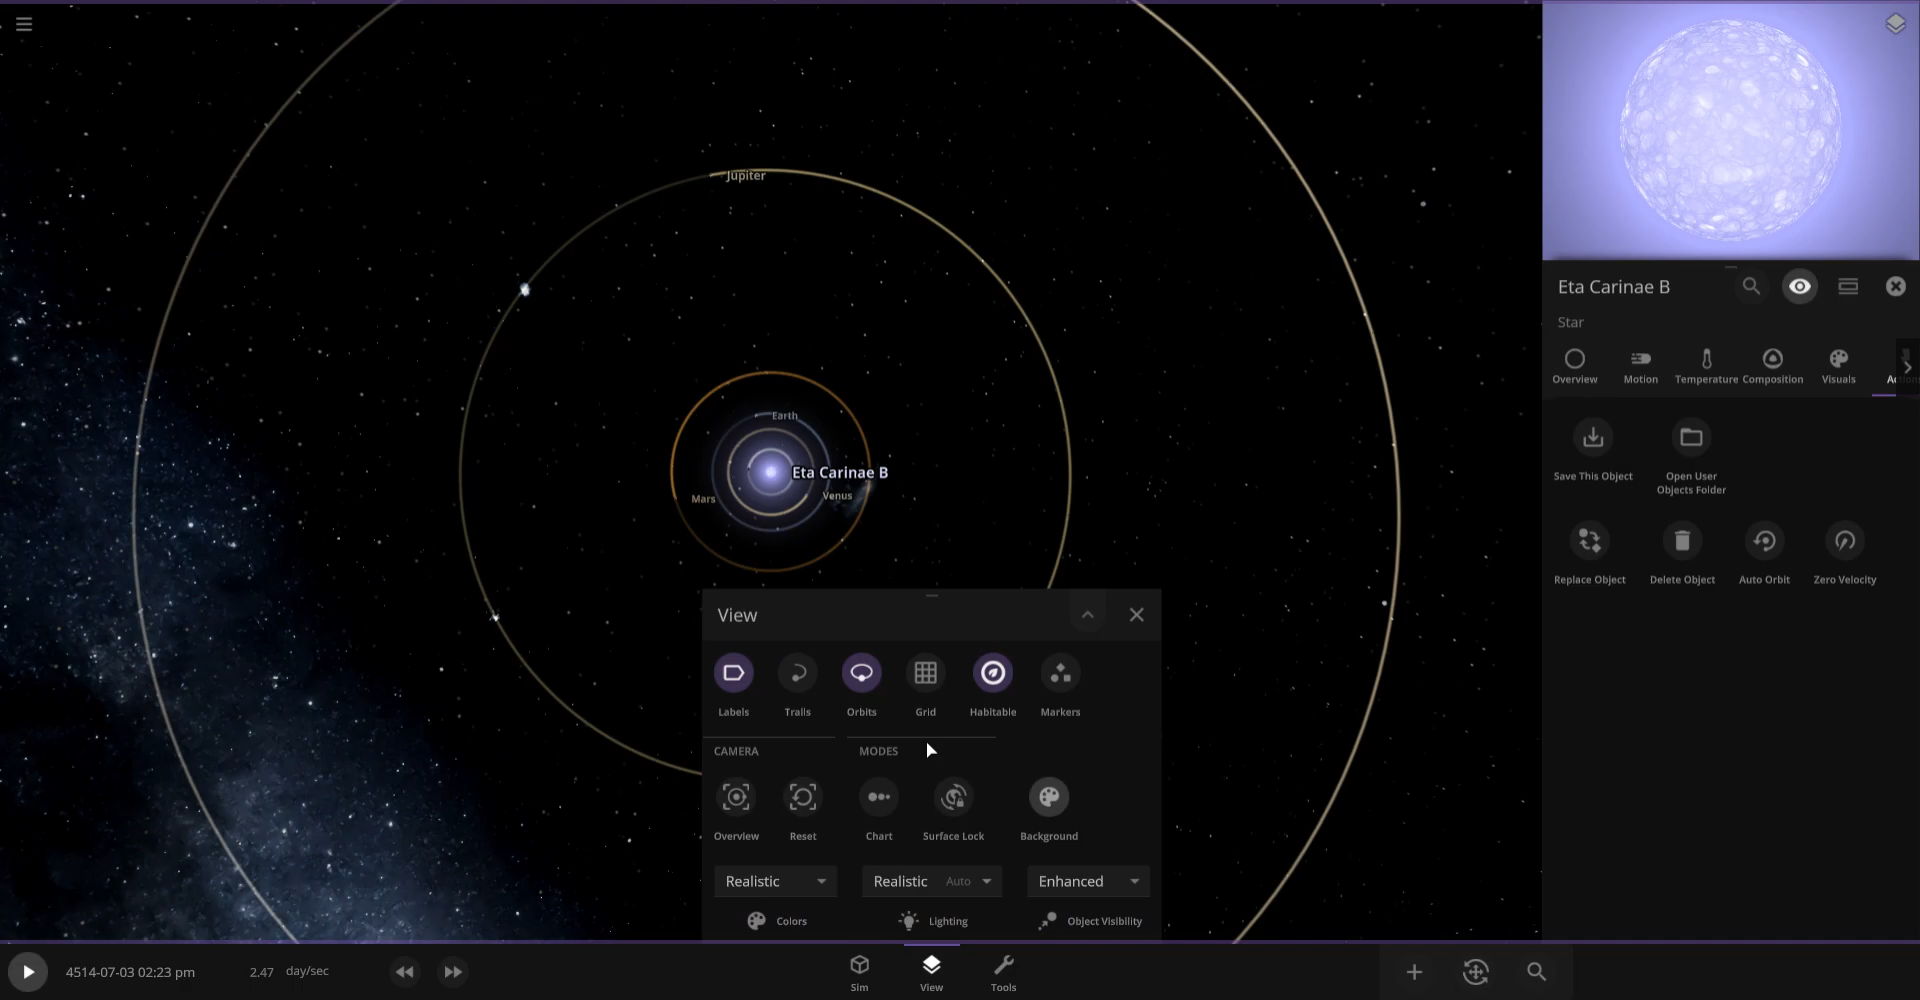 Jupiter
Earth
Eta Carinae B
Mars
Venus
Eta Carinae B
Star
Overview Motion Temperature Composition Visuals
Save This Object Open User Objects Folder
Replace Object Delete Object Auto Orbit Zero Velocity
View
Labels Trails Orbits Grid Habitable Markers
CAMERA MODES
Overview Reset Chart Surface Lock Background
Realistic Realistic Auto Enhanced
Colors Lighting Object Visibility
4514-07-03 02:23 pm 2.47 day/sec
Sim View Tools